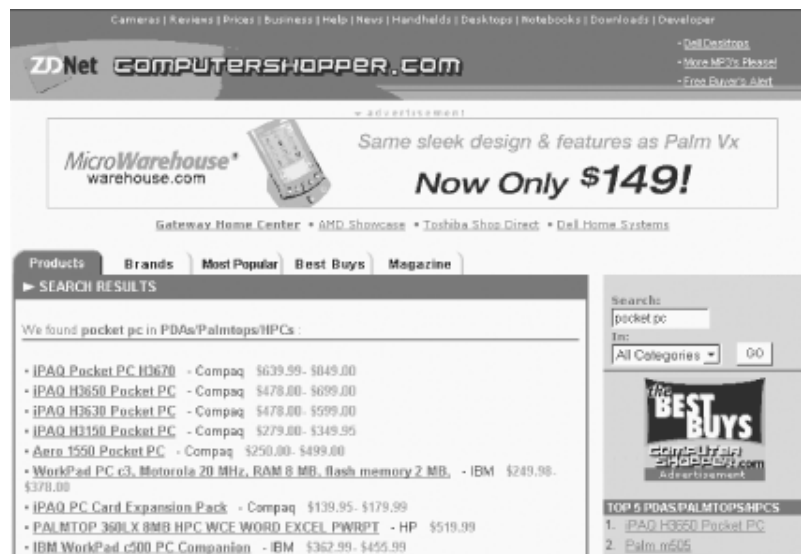 Cameras | Reviews | Prices | Business | Help | News | Handhelds | Desktops | Notebooks | Downloads | Developer
ZDNet COMPUTERSHOPPER.COM
• Dell Desktops
• More MP3's Please!
• Free Buyer's Alert
advertisement
MicroWarehouse®
warehouse.com
Same sleek design & features as Palm Vx
Now Only $149!
Gateway Home Center • AMD Showcase • Toshiba Shop Direct • Dell Home Systems
Products Brands Most Popular Best Buys Magazine
► SEARCH RESULTS
We found pocket pc in PDAs/Palmtops/HPCs :
• iPAQ Pocket PC H3670 - Compaq $639.99- $849.00
• iPAQ H3650 Pocket PC - Compaq $478.00- $699.00
• iPAQ H3630 Pocket PC - Compaq $478.00- $599.00
• iPAQ H3150 Pocket PC - Compaq $279.00- $349.95
• Aero 1550 Pocket PC - Compaq $250.00- $499.00
• WorkPad PC c3, Motorola 20 MHz, RAM 8 MB, flash memory 2 MB, - IBM $249.98-
$378.00
• iPAQ PC Card Expansion Pack - Compaq $139.95- $179.99
• PALMTOP 360LX 8MB HPC WCE WORD EXCEL PWRPT - HP $519.99
• IBM WorkPad c500 PC Companion - IBM $362.99- $455.99
Search:
pocket pc
In:
All Categories GO
the
BEST
BUYS
COMPUTER
SHOPPER.com
Advertisement
TOP 5 PDAS/PALMTOPS/HPCS
1. iPAQ H3650 Pocket PC
2. Palm m505